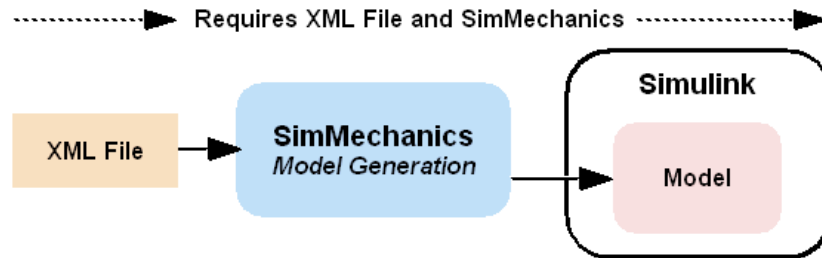 Requires XML File and SimMechanics
Simulink
XML File
SimMechanics
Model Generation
Model